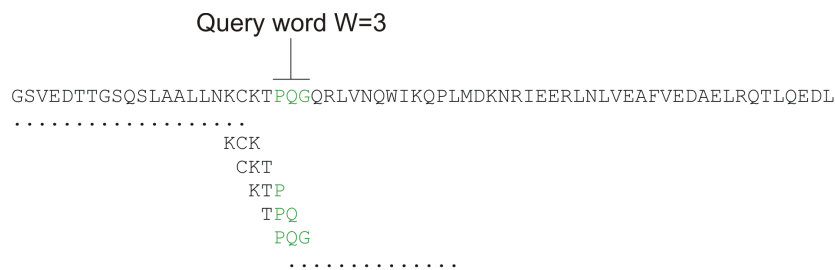 Query word W=3
GSVEDTTGSQSLAALLNKCKTPQGQRLVNQWIKQPLMDKNRIEERLNLVEAFVEDAELRQTLQEDL
...................
KCK
CKT
KTP
TPQ
PQG
..............